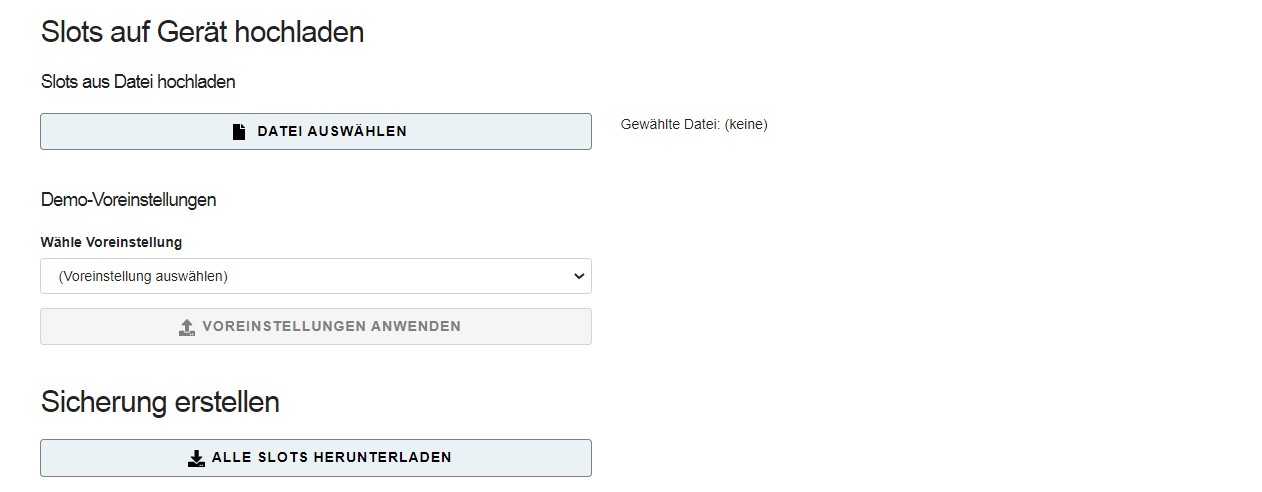 Slots auf Gerät hochladen
Slots aus Datei hochladen
DATEI AUSWÄHLEN
Gewählte Datei: (keine)
Demo-Voreinstellungen
Wähle Voreinstellung
(Voreinstellung auswählen)
VOREINSTELLUNGEN ANWENDEN
Sicherung erstellen
ALLE SLOTS HERUNTERLADEN